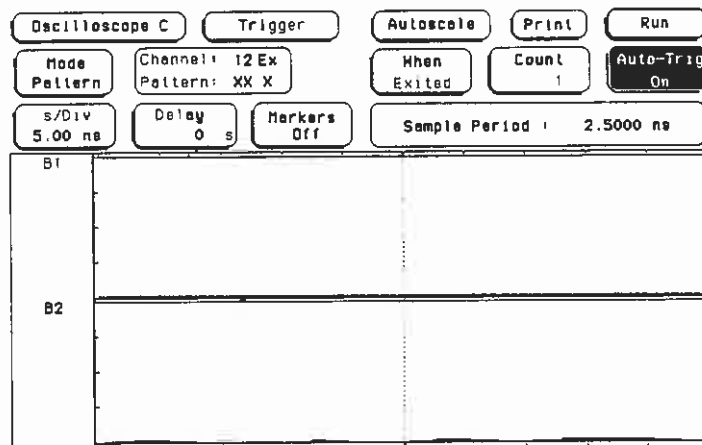 Oscilloscope C Trigger Autoscale Print Run
Mode Pattern Channel: 12 Ex When Exited Count 1 Auto-Trig On
Pattern: XX X
s/Div 5.00 ns Delay 0 s Markers Off Sample Period : 2.5000 ns
B1
B2